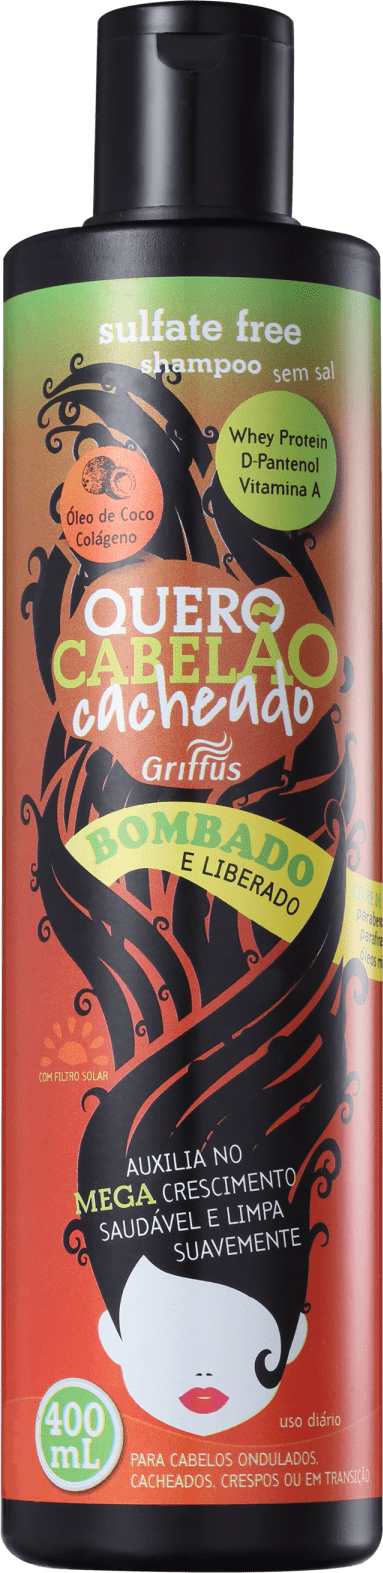 sulfate free
shampoo sem sal
Whey Protein
D-Pantenol
Vitamina A
Óleo de Coco
Colágeno
QUERO
CABELÃO,
cacheado
Griffus
BOMBADO
E LIBERADO
COM FILTRO SOLAR
AUXILIA NO
MEGA CRESCIMENTO
SAUDÁVEL E LIMPA
SUAVEMENTE
400
mL
uso diário
PARA CABELOS ONDULADOS,
CACHEADOS, CRESPOS OU EM TRANSIÇÃO